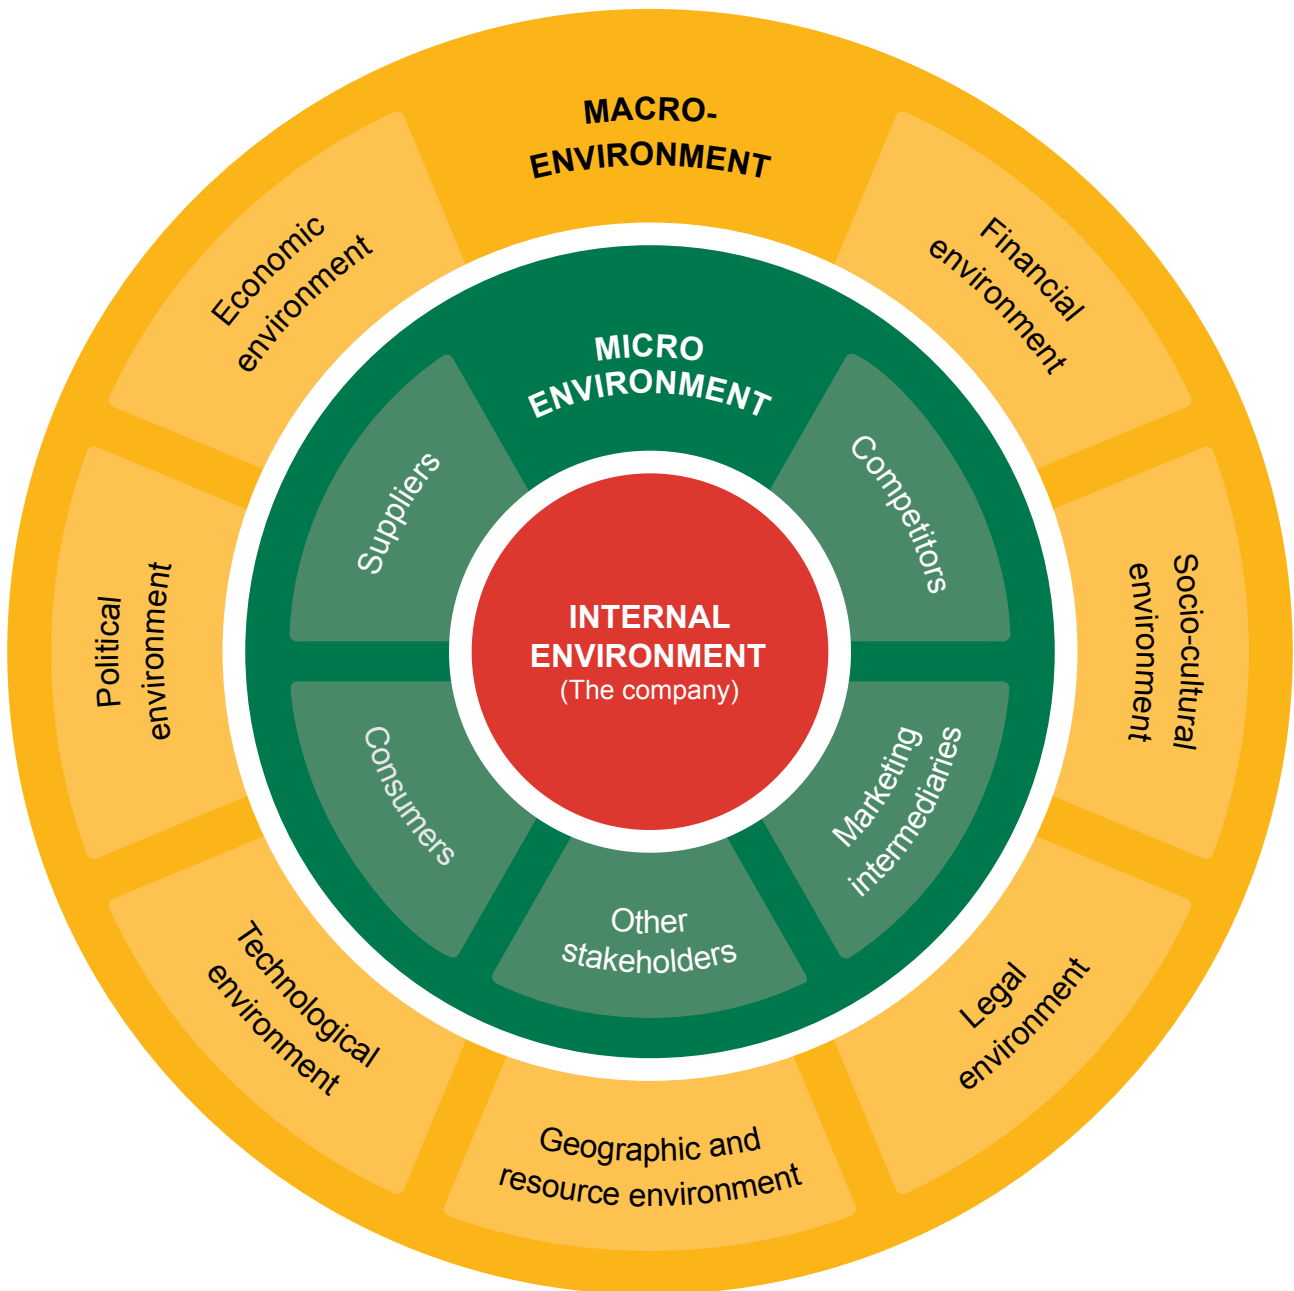 MACRO-
ENVIRONMENT
Financial
environment
Socio-cultural
environment
Legal
environment
Geographic and
resource environment
Technological
environment
Political
environment
Economic
environment
MICRO
ENVIRONMENT
Competitors
Marketing
intermediaries
Other
stakeholders
Consumers
Suppliers
INTERNAL
ENVIRONMENT
(The company)